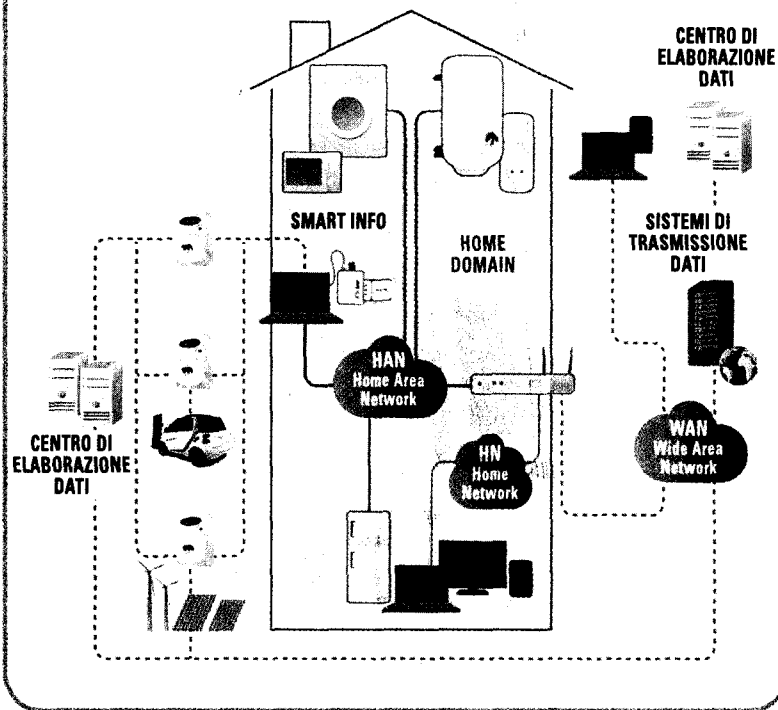 CENTRO DI
ELABORAZIONE
DATI
SMART INFO
HOME
DOMAIN
SISTEMI DI
TRASMISSIONE
DATI
HAN
Home Area
Network
CENTRO DI
ELABORAZIONE
DATI
HN
Home
Network
WAN
Wide Area
Network